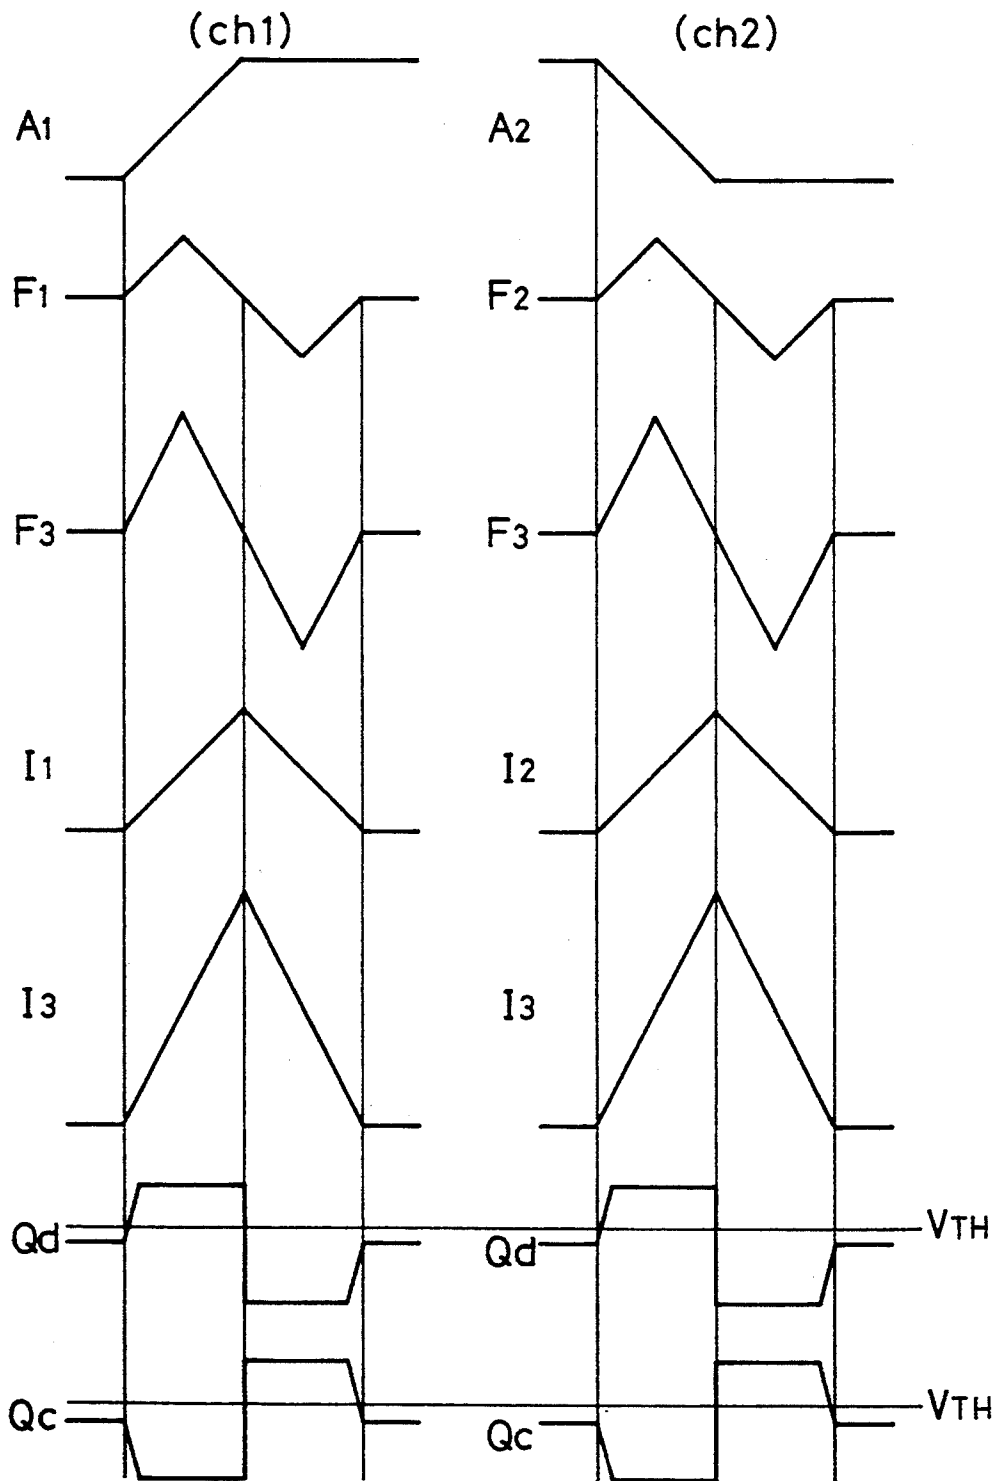 (ch1) (ch2)
A1 A2
F1 F2
F3 F3
I1 I2
I3 I3
Qd Qd VTH
Qc Qc VTH